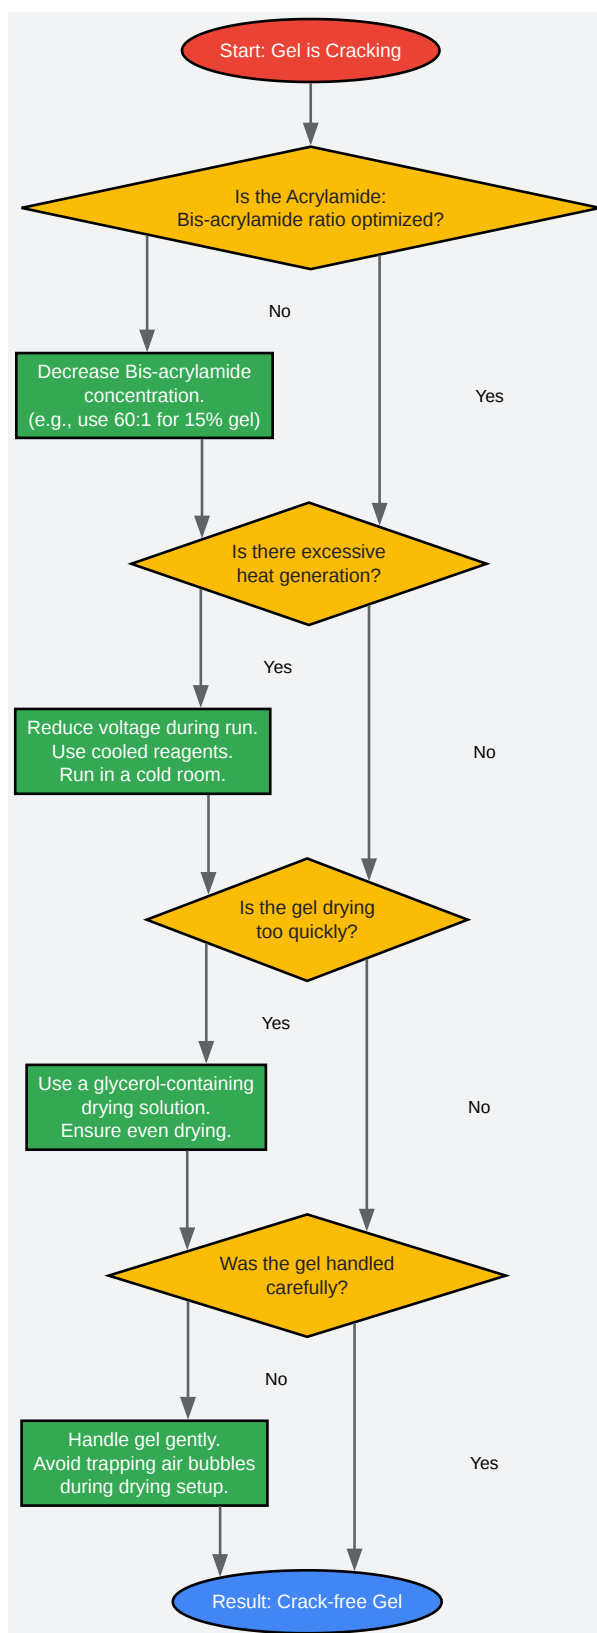 Start: Gel is Cracking
Is the Acrylamide:
Bis-acrylamide ratio optimized?
No
Decrease Bis-acrylamide
concentration.
(e.g., use 60:1 for 15% gel)
Yes
Is there excessive
heat generation?
Yes
Reduce voltage during run.
Use cooled reagents.
Run in a cold room.
No
Is the gel drying
too quickly?
Yes
Use a glycerol-containing
drying solution.
Ensure even drying.
No
Was the gel handled
carefully?
No
Handle gel gently.
Avoid trapping air bubbles
during drying setup.
Yes
Result: Crack-free Gel